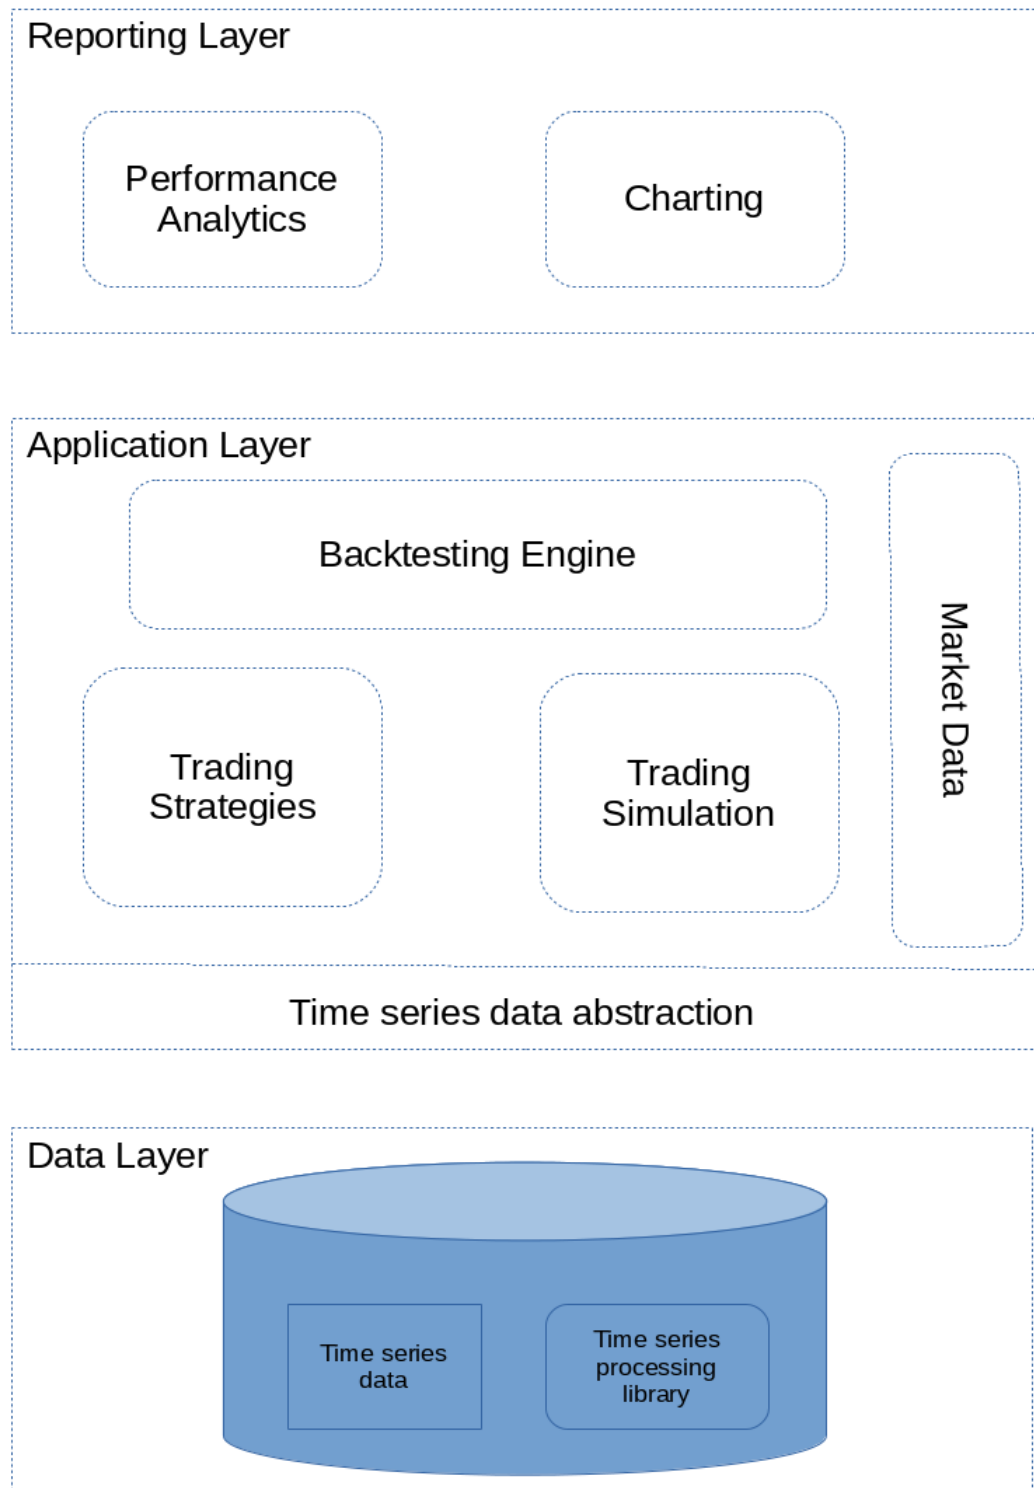 Reporting Layer
Performance
Analytics
Charting
Application Layer
Backtesting Engine
Market Data
Trading
Strategies
Trading
Simulation
Time series data abstraction
Data Layer
Time series
data
Time series
processing
library